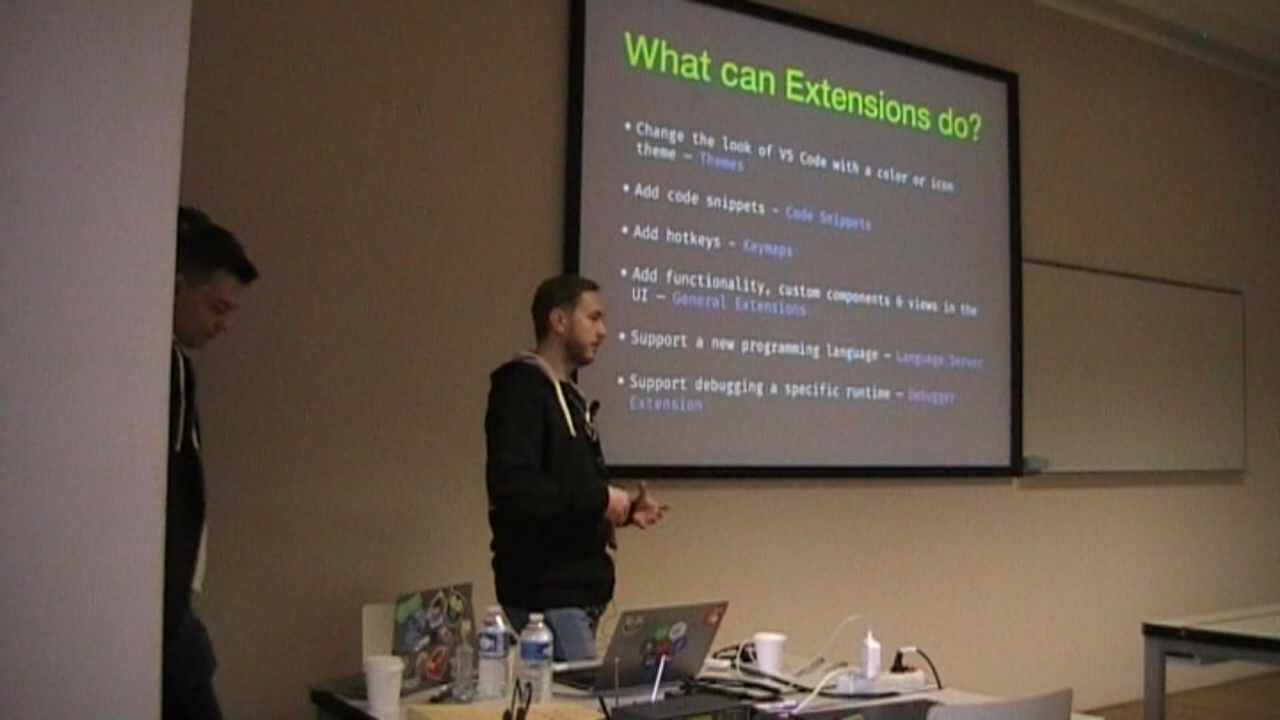 What can Extensions do?
• Change the look of VS Code with a color or icon
theme – Themes
• Add code snippets – Code Snippets
• Add hotkeys – Keymaps
• Add functionality, custom components & views in the
UI – General Extensions
• Support a new programming language – Language Server
• Support debugging a specific runtime – Debugger
Extension